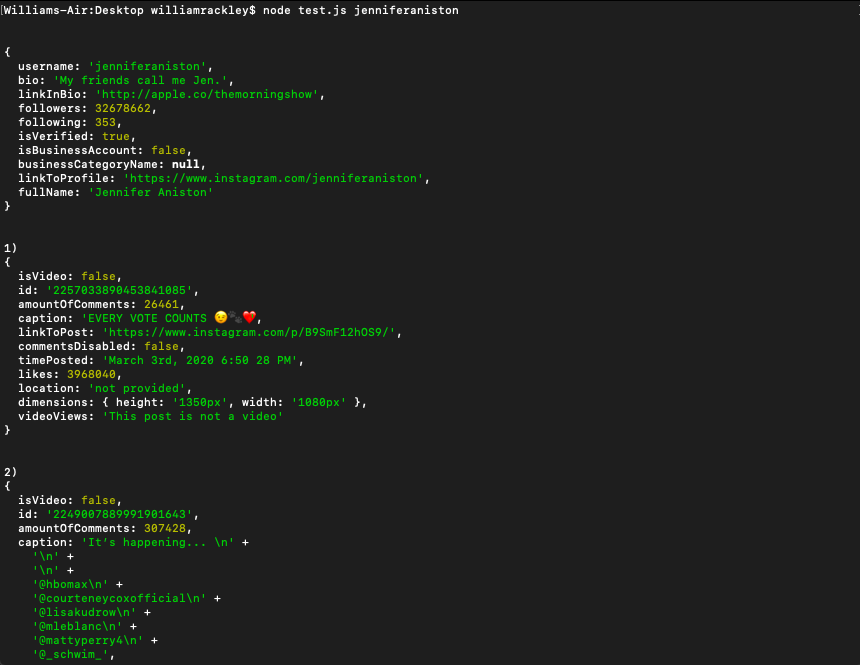 [Williams-Air:Desktop williamrackley$ node test.js jenniferaniston
{
username: 'jenniferaniston',
bio: 'My friends call me Jen.',
linkInBio: 'http://apple.co/themorningshow',
followers: 32678662,
following: 353,
isVerified: true,
isBusinessAccount: false,
businessCategoryName: null,
linkToProfile: 'https://www.instagram.com/jenniferaniston',
fullName: 'Jennifer Aniston'
}
1)
{
isVideo: false,
id: '2257033890453841085',
amountOfComments: 26461,
caption: 'EVERY VOTE COUNTS 😉🐾❤️,
linkToPost: 'https://www.instagram.com/p/B9SmF12hOS9/',
commentsDisabled: false,
timePosted: 'March 3rd, 2020 6:50 28 PM',
likes: 3968040,
location: 'not provided',
dimensions: { height: '1350px', width: '1080px' },
videoViews: 'This post is not a video'
}
2)
{
isVideo: false,
id: '2249007889991901643',
amountOfComments: 307428,
caption: 'It’s happening... \n' +
'\n' +
'\n' +
'@hbomax\n' +
'@courteneycoxofficial\n' +
'@lisakudrow\n' +
'@mleblanc\n' +
'@mattyperry4\n' +
'@_schwim_',